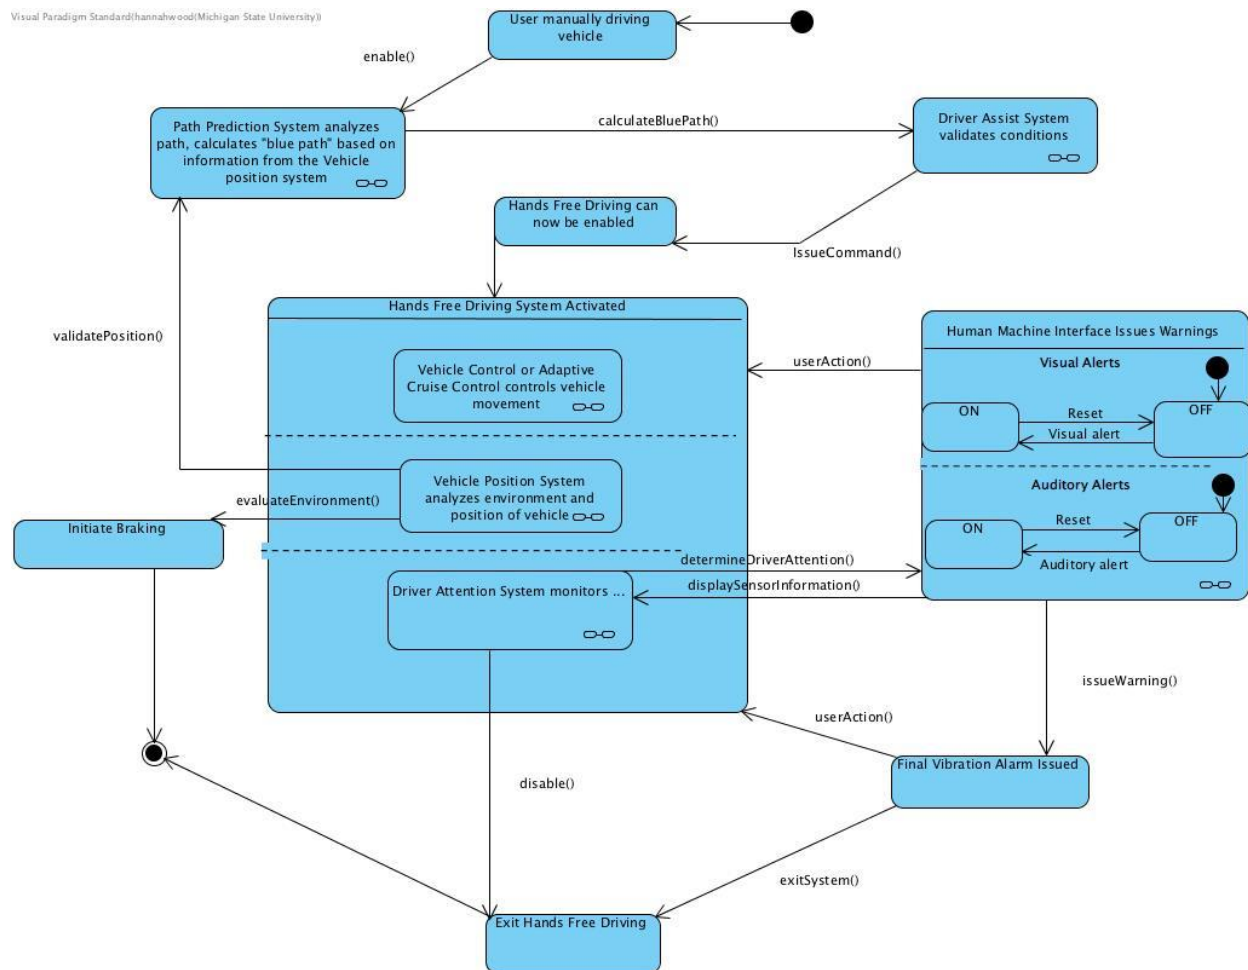 Visual Paradigm Standard(hannahwood(Michigan State University))
User manually driving
vehicle
enable()
Path Prediction System analyzes
path, calculates "blue path" based on
information from the Vehicle
position system
calculateBluePath()
Driver Assist System
validates conditions
Hands Free Driving can
now be enabled
IssueCommand()
Hands Free Driving System Activated
validatePosition()
Vehicle Control or Adaptive
Cruise Control controls vehicle
movement
userAction()
Human Machine Interface Issues Warnings
Visual Alerts
ON
Reset
OFF
Visual alert
Vehicle Position System
analyzes environment and
position of vehicle
evaluateEnvironment()
Initiate Braking
Auditory Alerts
ON
Reset
OFF
Auditory alert
determineDriverAttention()
displaySensorInformation()
Driver Attention System monitors ...
issueWarning()
userAction()
Final Vibration Alarm Issued
disable()
exitSystem()
Exit Hands Free Driving